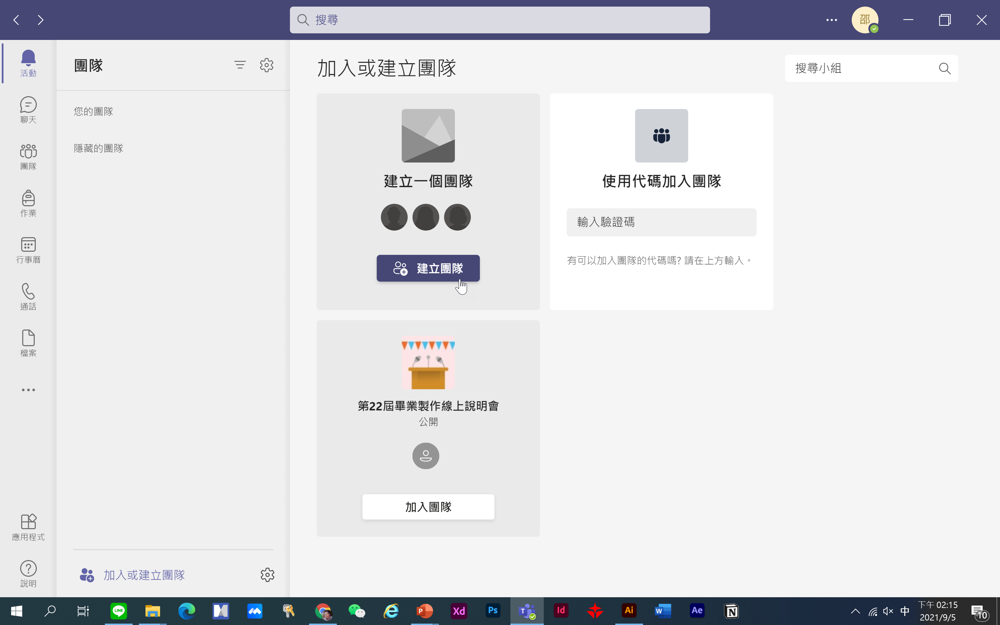 搜尋
邵
活動
聊天
團隊
作業
行事曆
通話
檔案
應用程式
說明
團隊
您的團隊
隱藏的團隊
加入或建立團隊
加入或建立團隊
搜尋小組
建立一個團隊
建立團隊
使用代碼加入團隊
輸入驗證碼
有可以加入團隊的代碼嗎? 請在上方輸入。
第22屆畢業製作線上說明會
公開
加入團隊
LINE
P
Xd
Ps
T
Id
Ai
W
Ae
N
中
下午 02:15
2021/9/5
10